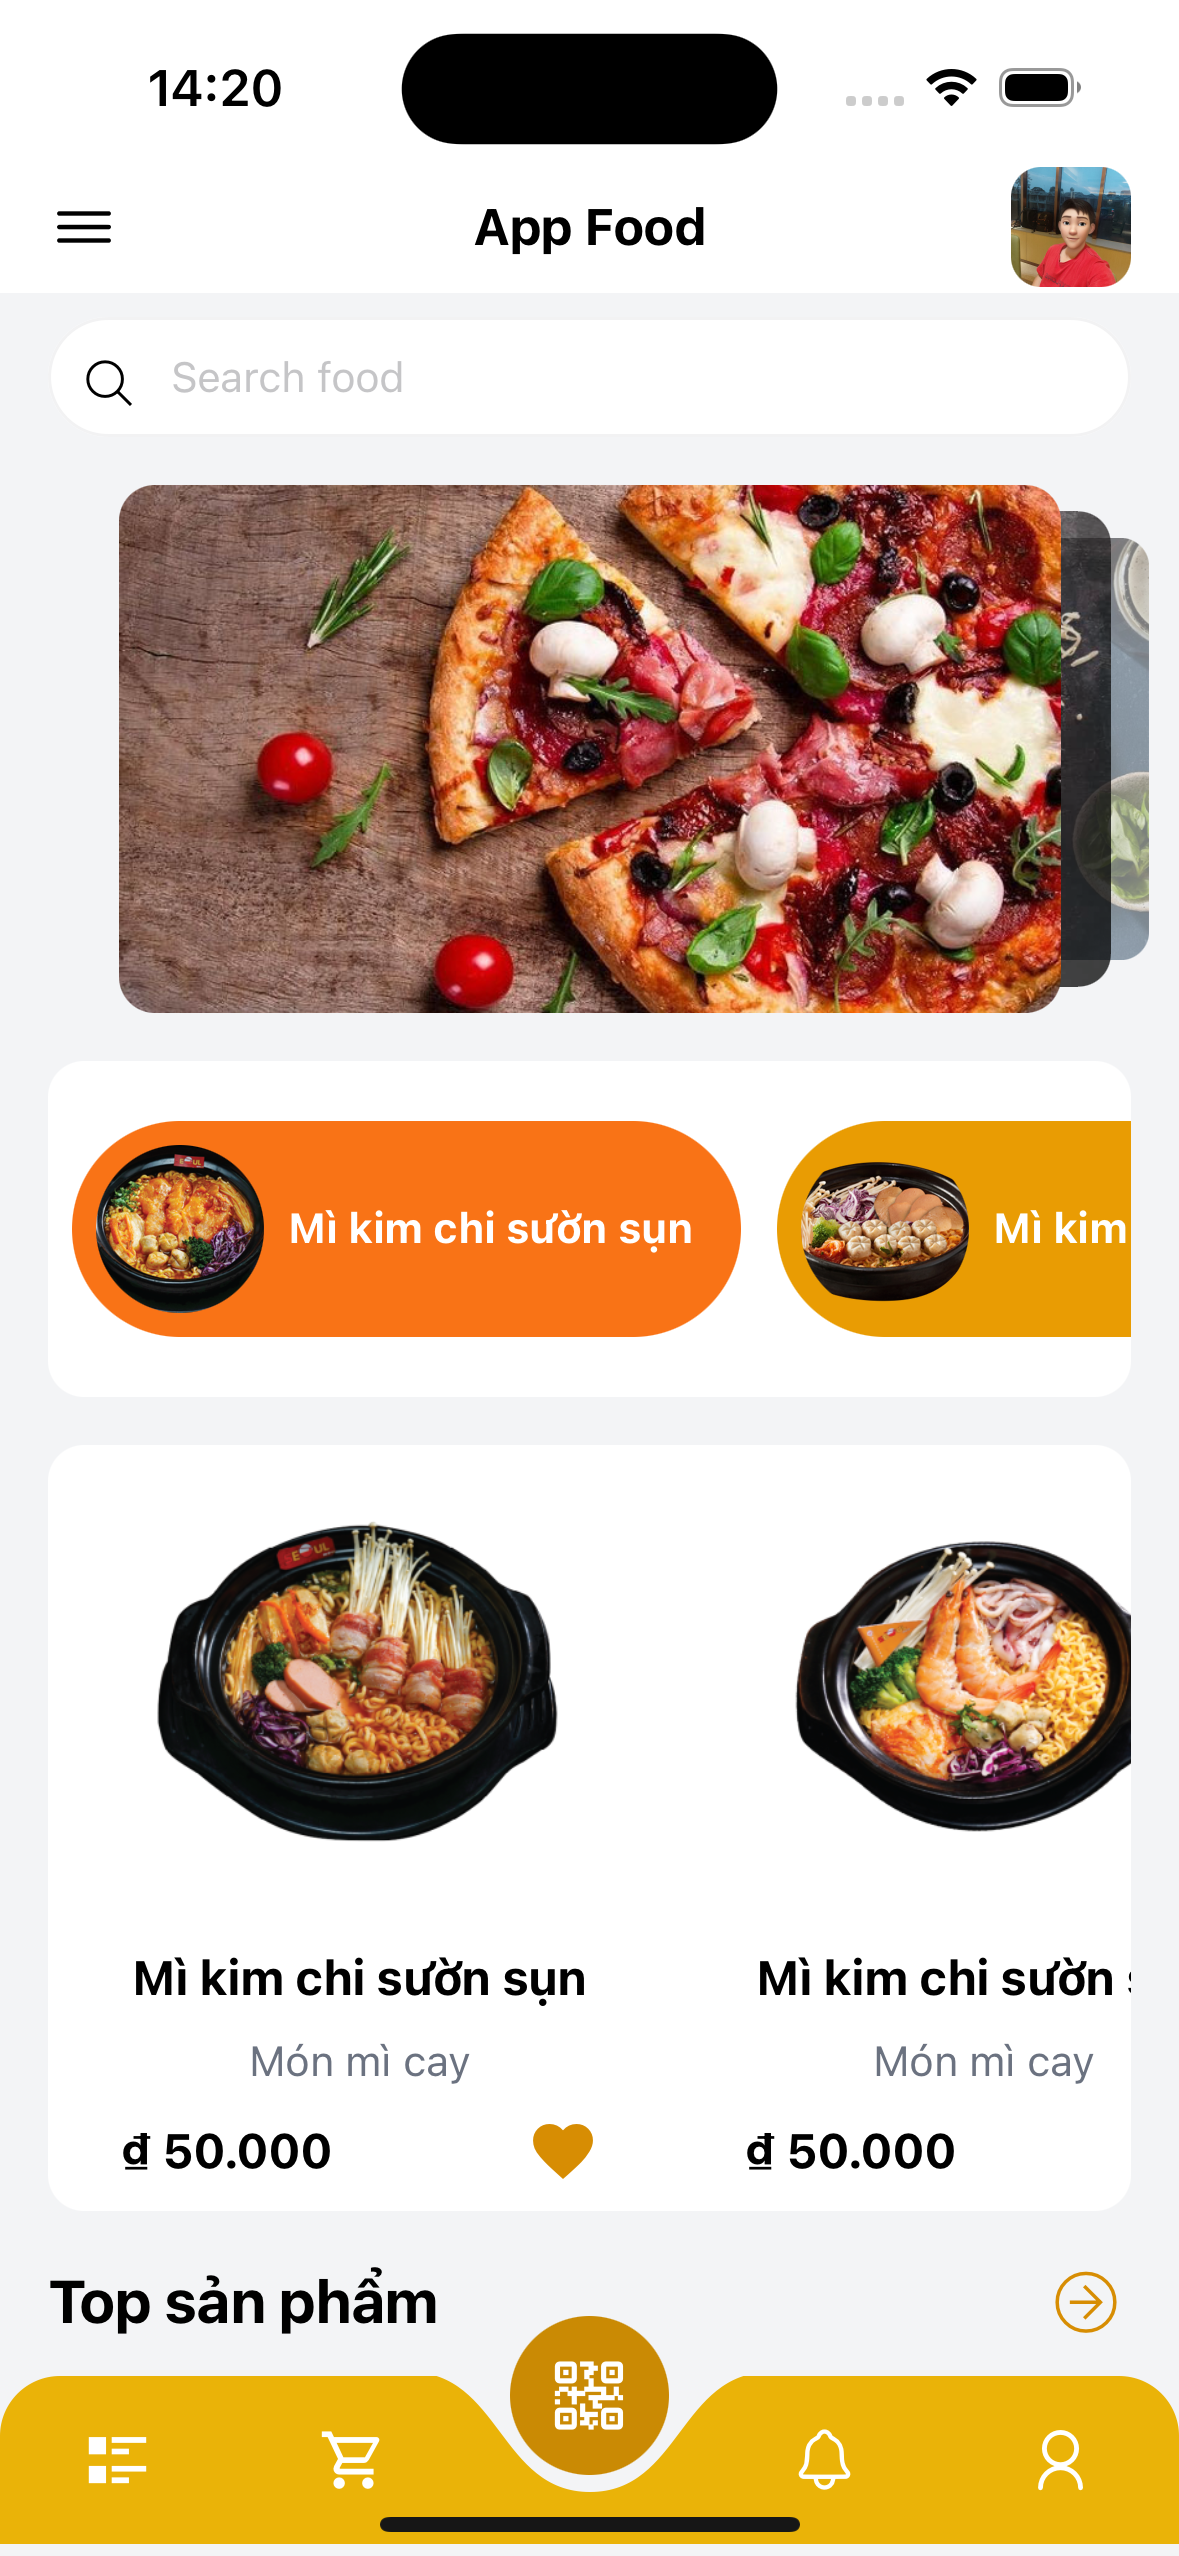 14:20
App Food
Search food
Mì kim chi sườn sụn
Mì kim
Mì kim chi sườn sụn
Mì kim chi sườn
Món mì cay
Món mì cay
₫ 50.000
₫ 50.000
Top sản phẩm